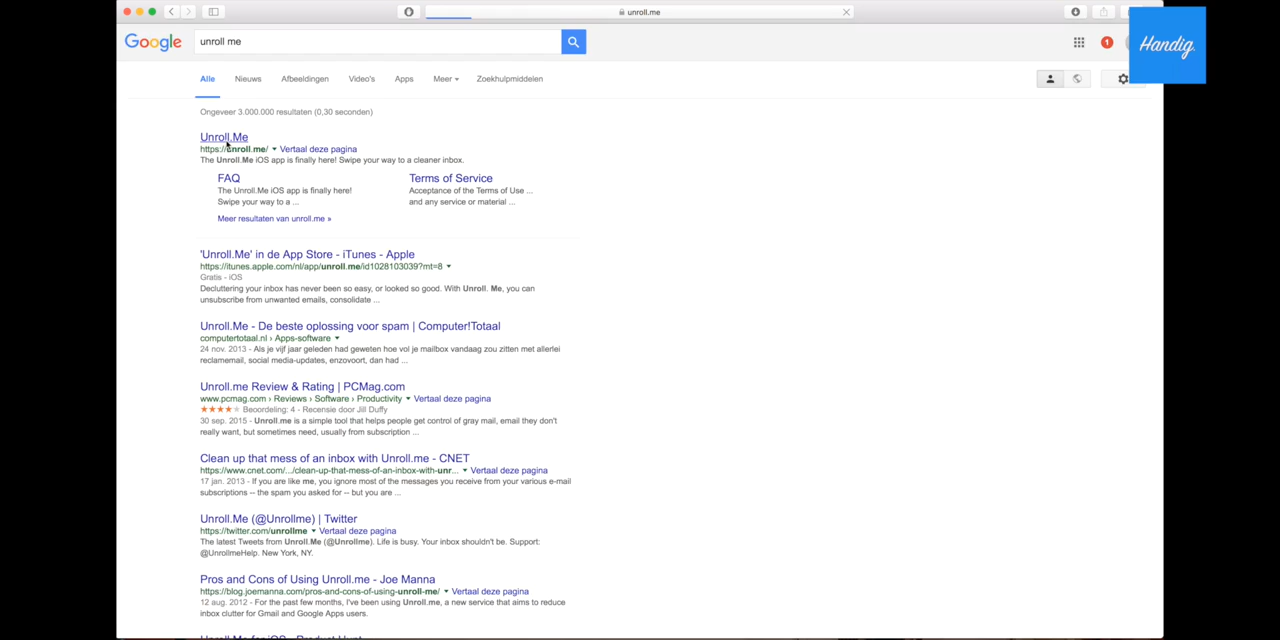 unroll.me
Handig.
Google
unroll me
1
Alle Nieuws Afbeeldingen Video's Apps Meer Zoekhulpmiddelen
Ongeveer 3.000.000 resultaten (0,30 seconden)
Unroll.Me
https://unroll.me/ Vertaal deze pagina
The Unroll.Me iOS app is finally here! Swipe your way to a cleaner inbox.
FAQ
The Unroll.Me iOS app is finally here!
Swipe your way to a ...
Terms of Service
Acceptance of the Terms of Use ...
and any service or material ...
Meer resultaten van unroll.me »
'Unroll.Me' in de App Store - iTunes - Apple
https://itunes.apple.com/nl/app/unroll.me/id1028103039?mt=8
Gratis - iOS
Decluttering your inbox has never been so easy, or looked so good. With Unroll. Me, you can
unsubscribe from unwanted emails, consolidate ...
Unroll.Me - De beste oplossing voor spam | Computer!Totaal
computertotaal.nl › Apps-software
24 nov. 2013 - Als je vijf jaar geleden had geweten hoe vol je mailbox vandaag zou zitten met allerlei
reclamemail, social media-updates, enzovoort, dan had ...
Unroll.me Review & Rating | PCMag.com
www.pcmag.com › Reviews › Software › Productivity Vertaal deze pagina
Beoordeling: 4 - Recensie door Jill Duffy
30 sep. 2015 - Unroll.me is a simple tool that helps people get control of gray mail, email they don't
really want, but sometimes need, usually from subscription ...
Clean up that mess of an inbox with Unroll.me - CNET
https://www.cnet.com/.../clean-up-that-mess-of-an-inbox-with-unr... Vertaal deze pagina
17 jan. 2013 - If you are like me, you ignore most of the messages you receive from your various e-mail
subscriptions -- the spam you asked for -- but you are ...
Unroll.Me (@Unrollme) | Twitter
https://twitter.com/unrollme Vertaal deze pagina
The latest Tweets from Unroll.Me (@Unrollme). Life is busy. Your inbox shouldn't be. Support:
@UnrollmeHelp. New York, NY.
Pros and Cons of Using Unroll.me - Joe Manna
https://blog.joemanna.com/pros-and-cons-of-using-unroll-me/ Vertaal deze pagina
12 aug. 2012 - For the past few months, I've been using Unroll.me, a new service that aims to reduce
inbox clutter for Gmail and Google Apps users.
Unroll.Me for iOS - Product Hunt